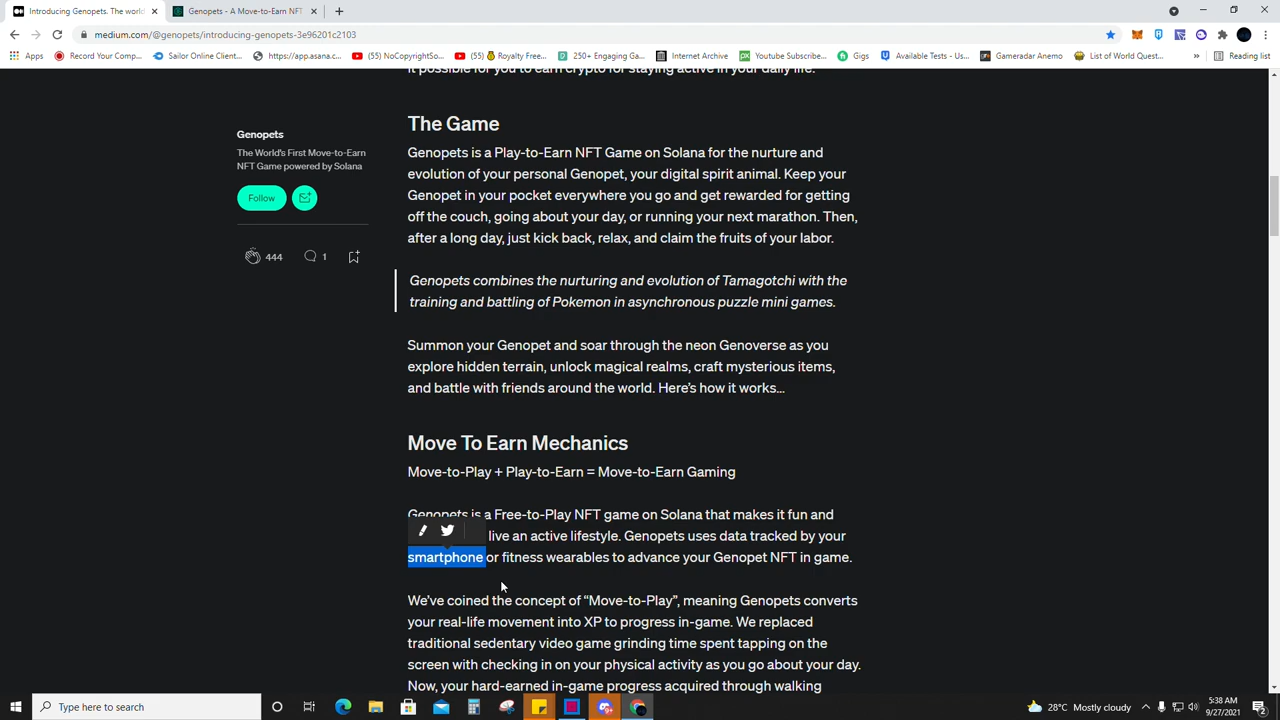 Introducing Genopets. The world
Genopets - A Move-to-Earn NFT
medium.com/@genopets/introducing-genopets-3e96201c2103
Apps
Record Your Comp...
Sailor Online Client...
https://app.asana.c...
(55) NoCopyrightSo...
(55) Royalty Free...
250+ Engaging Ga...
Internet Archive
Youtube Subscribe...
Gigs
Available Tests - Us...
Gameradar Anemo
List of World Quest...
»
Reading list
it possible for you to earn crypto for staying active in your daily life.
Genopets
The World's First Move-to-Earn
NFT Game powered by Solana
Follow
444
1
The Game
Genopets is a Play-to-Earn NFT Game on Solana for the nurture and
evolution of your personal Genopet, your digital spirit animal. Keep your
Genopet in your pocket everywhere you go and get rewarded for getting
off the couch, going about your day, or running your next marathon. Then,
after a long day, just kick back, relax, and claim the fruits of your labor.
Genopets combines the nurturing and evolution of Tamagotchi with the
training and battling of Pokemon in asynchronous puzzle mini games.
Summon your Genopet and soar through the neon Genoverse as you
explore hidden terrain, unlock magical realms, craft mysterious items,
and battle with friends around the world. Here's how it works...
Move To Earn Mechanics
Move-to-Play + Play-to-Earn = Move-to-Earn Gaming
Genopets is a Free-to-Play NFT game on Solana that makes it fun and
live an active lifestyle. Genopets uses data tracked by your
smartphone or fitness wearables to advance your Genopet NFT in game.
We've coined the concept of “Move-to-Play”, meaning Genopets converts
your real-life movement into XP to progress in-game. We replaced
traditional sedentary video game grinding time spent tapping on the
screen with checking in on your physical activity as you go about your day.
Now, your hard-earned in-game progress acquired through walking
Type here to search
28°C Mostly cloudy
5:38 AM
9/27/2021
2